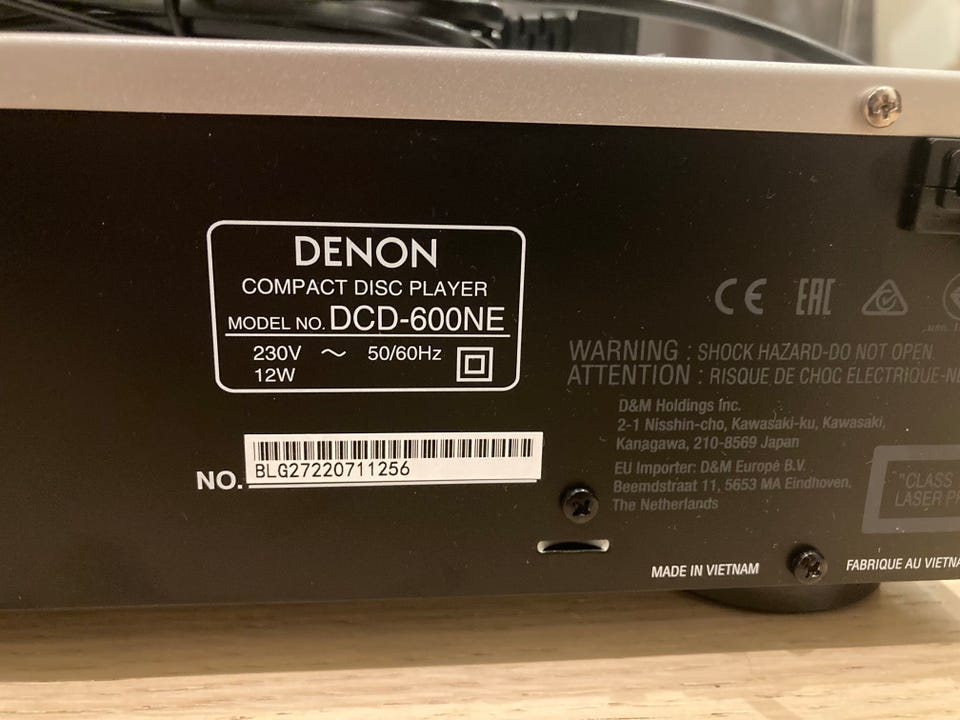 DENON
COMPACT DISC PLAYER
MODEL NO. DCD-600NE
230V ~ 50/60Hz
12W
NO. BLG27220711256
CE EAC
WARNING : SHOCK HAZARD-DO NOT OPEN.
ATTENTION : RISQUE DE CHOC ELECTRIQUE-NE
D&M Holdings Inc.
2-1 Nisshin-cho, Kawasaki-ku, Kawasaki,
Kanagawa, 210-8569 Japan
EU Importer: D&M Europe B.V.
Beemdstraat 11, 5653 MA Eindhoven,
The Netherlands
"CLASS
LASER PR
MADE IN VIETNAM
FABRIQUE AU VIETNA